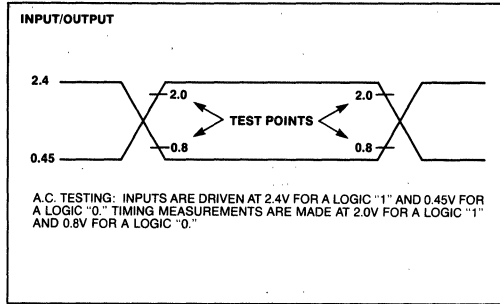 INPUT/OUTPUT
2.4
2.0
2.0
TEST POINTS
0.8
0.8
0.45
A.C. TESTING: INPUTS ARE DRIVEN AT 2.4V FOR A LOGIC "1" AND 0.45V FOR
A LOGIC "0." TIMING MEASUREMENTS ARE MADE AT 2.0V FOR A LOGIC "1"
AND 0.8V FOR A LOGIC "0."